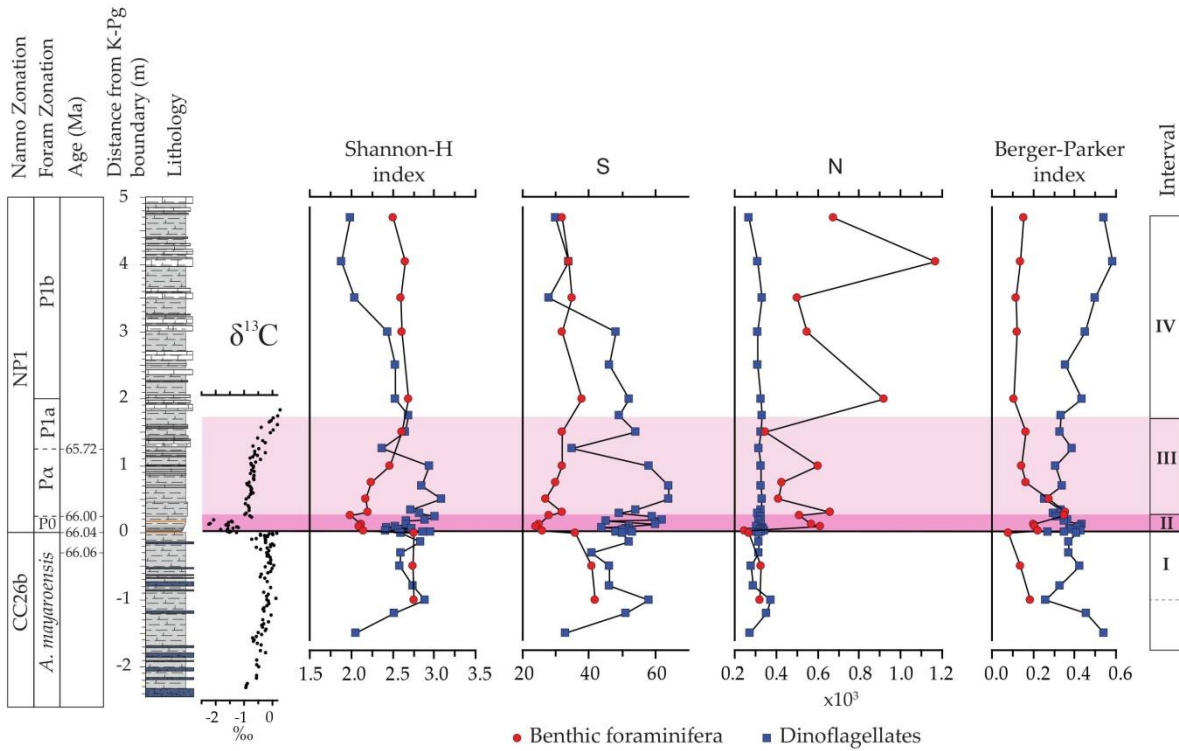 Nanno Zonation
Foram Zonation
Age (Ma)
Distance from K-Pg
boundary (m)
Lithology
Shannon-H
index
S
N
Berger-Parker
index
Interval
NP1
CC26b
P1b
P1a
Pα
P0
A. mayaroensis
65.72
66.00
66.04
66.06
5
4
3
2
1
0
-1
-2
δ13C
-2 -1 0
‰
1.5 2.0 2.5 3.0 3.5
20 40 60
0.2 0.4 0.6 0.8 1.0 1.2
x10³
0.0 0.2 0.4 0.6
IV
III
II
I
Benthic foraminifera
Dinoflagellates